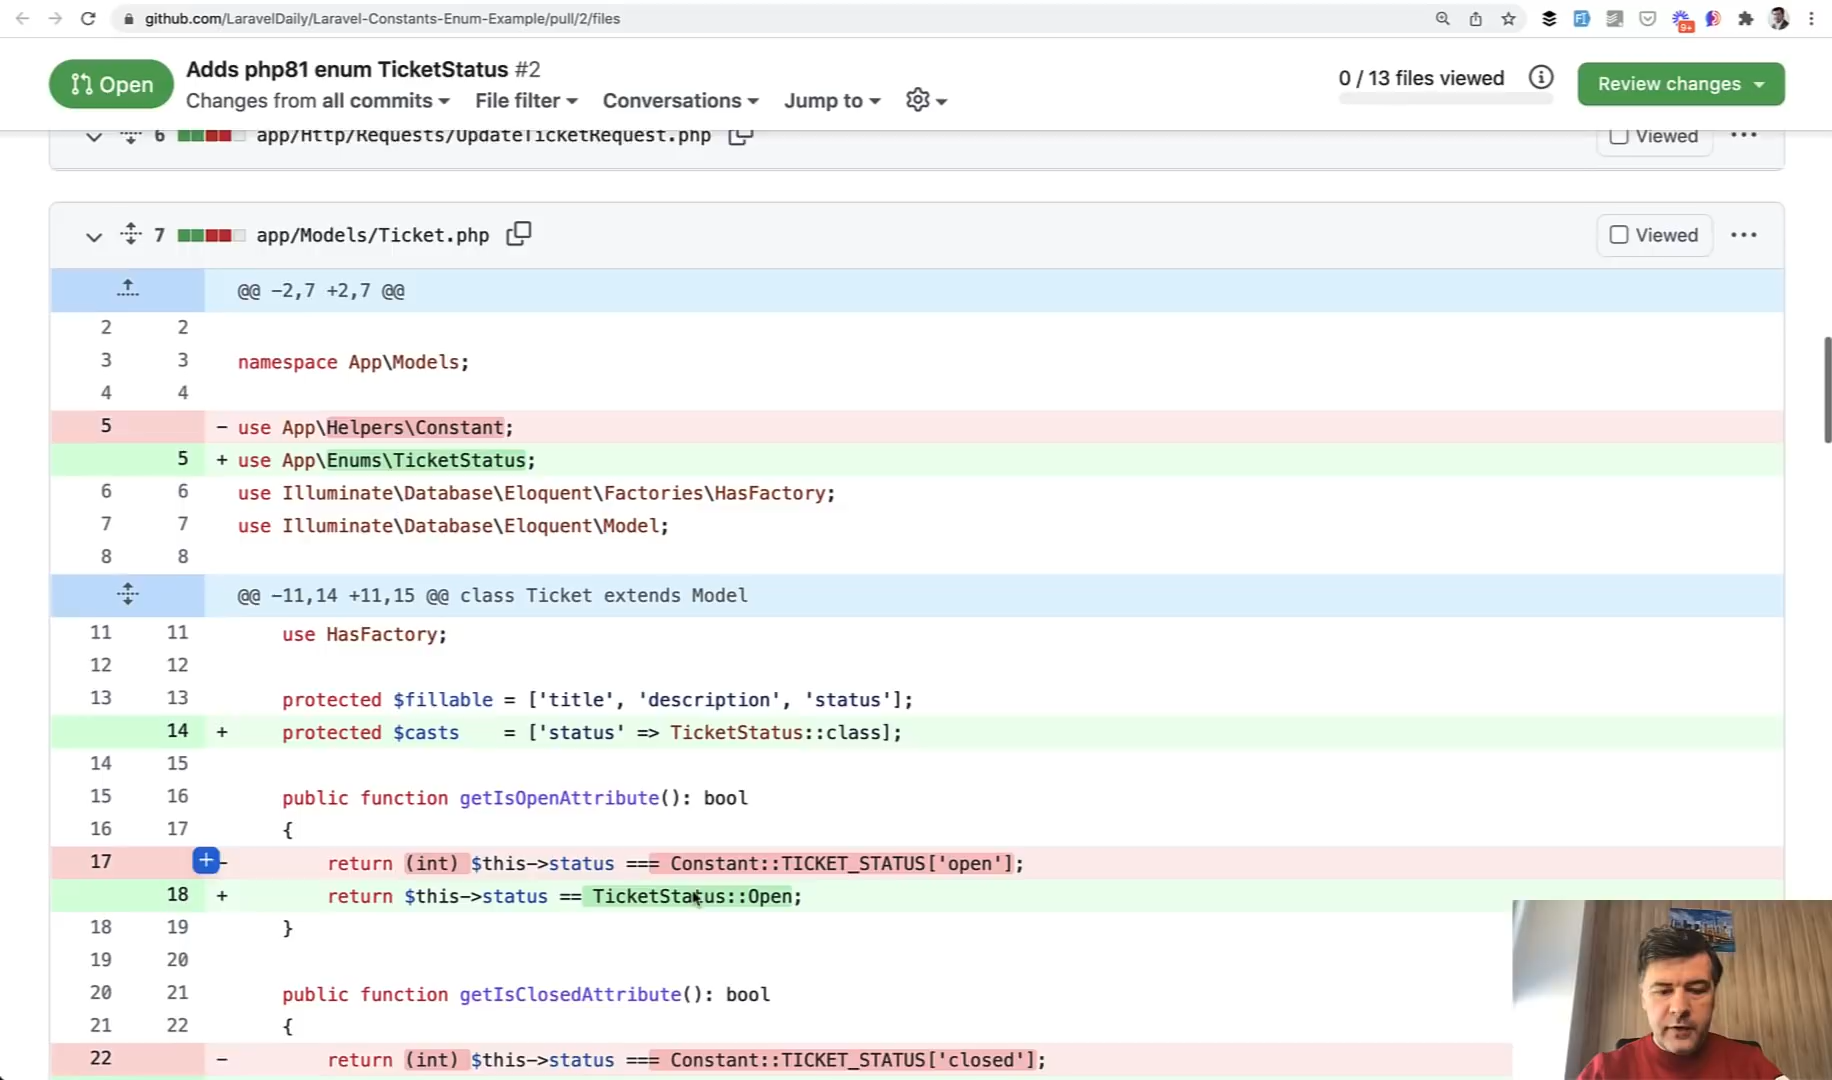 github.com/LaravelDaily/Laravel-Constants-Enum-Example/pull/2/files
9+
Open
Adds php81 enum TicketStatus #2
Changes from all commits File filter Conversations Jump to
0 / 13 files viewed
Review changes
6 app/Http/Requests/UpdateTicketRequest.php Viewed
7 app/Models/Ticket.php Viewed
@@ -2,7 +2,7 @@
2 2
3 3 namespace App\Models;
4 4
5 - use App\Helpers\Constant;
5 + use App\Enums\TicketStatus;
6 6 use Illuminate\Database\Eloquent\Factories\HasFactory;
7 7 use Illuminate\Database\Eloquent\Model;
8 8
@@ -11,14 +11,15 @@ class Ticket extends Model
11 11 use HasFactory;
12 12
13 13 protected $fillable = ['title', 'description', 'status'];
14 + protected $casts = ['status' => TicketStatus::class];
14 15
15 16 public function getIsOpenAttribute(): bool
16 17 {
17 - return (int) $this->status === Constant::TICKET_STATUS['open'];
18 + return $this->status == TicketStatus::Open;
18 19 }
19 20
20 21 public function getIsClosedAttribute(): bool
21 22 {
22 - return (int) $this->status === Constant::TICKET_STATUS['closed'];